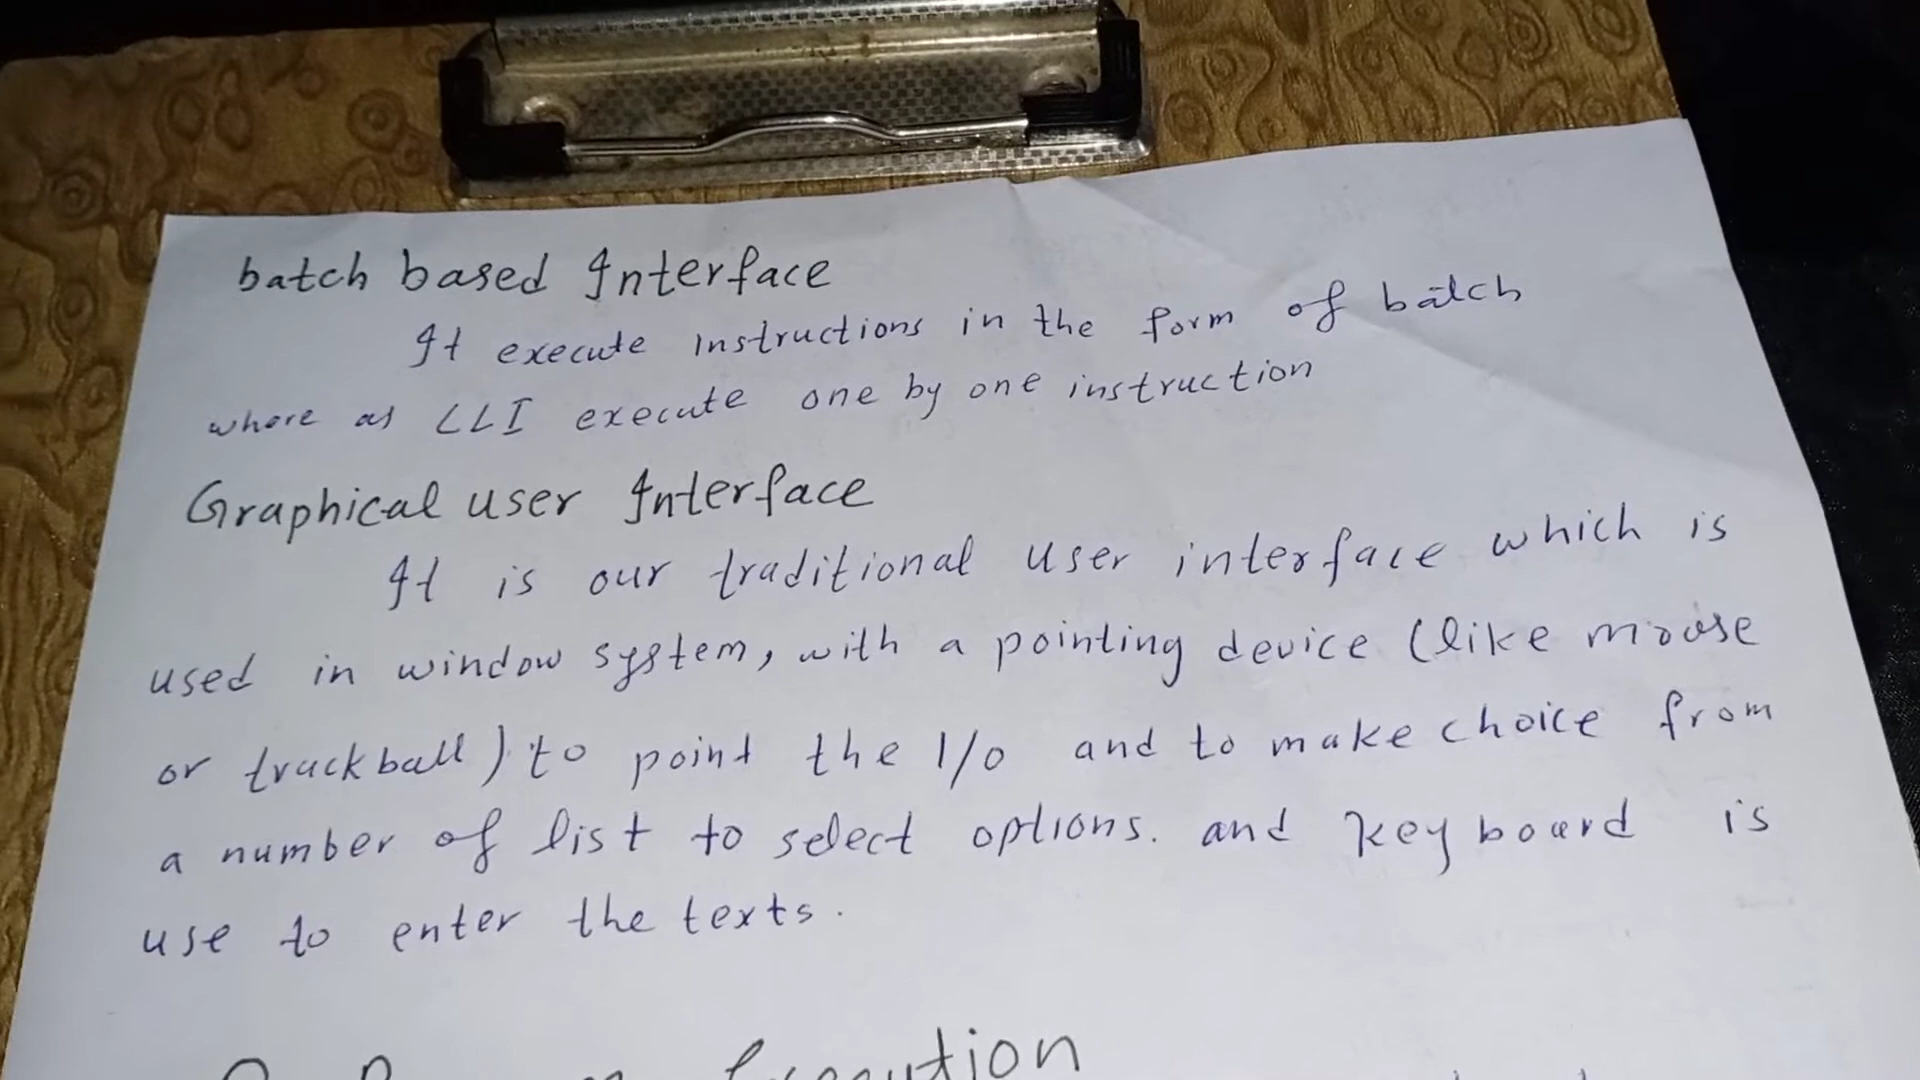 batch based Interface
It execute instructions in the form of batch
where as CLI execute one by one instruction
Graphical user Interface
It is our traditional user interface which is
used in window system, with a pointing device (like mouse
or trackball) to point the I/O and to make choice from
a number of list to select options. and keyboard is
use to enter the texts.
Execution